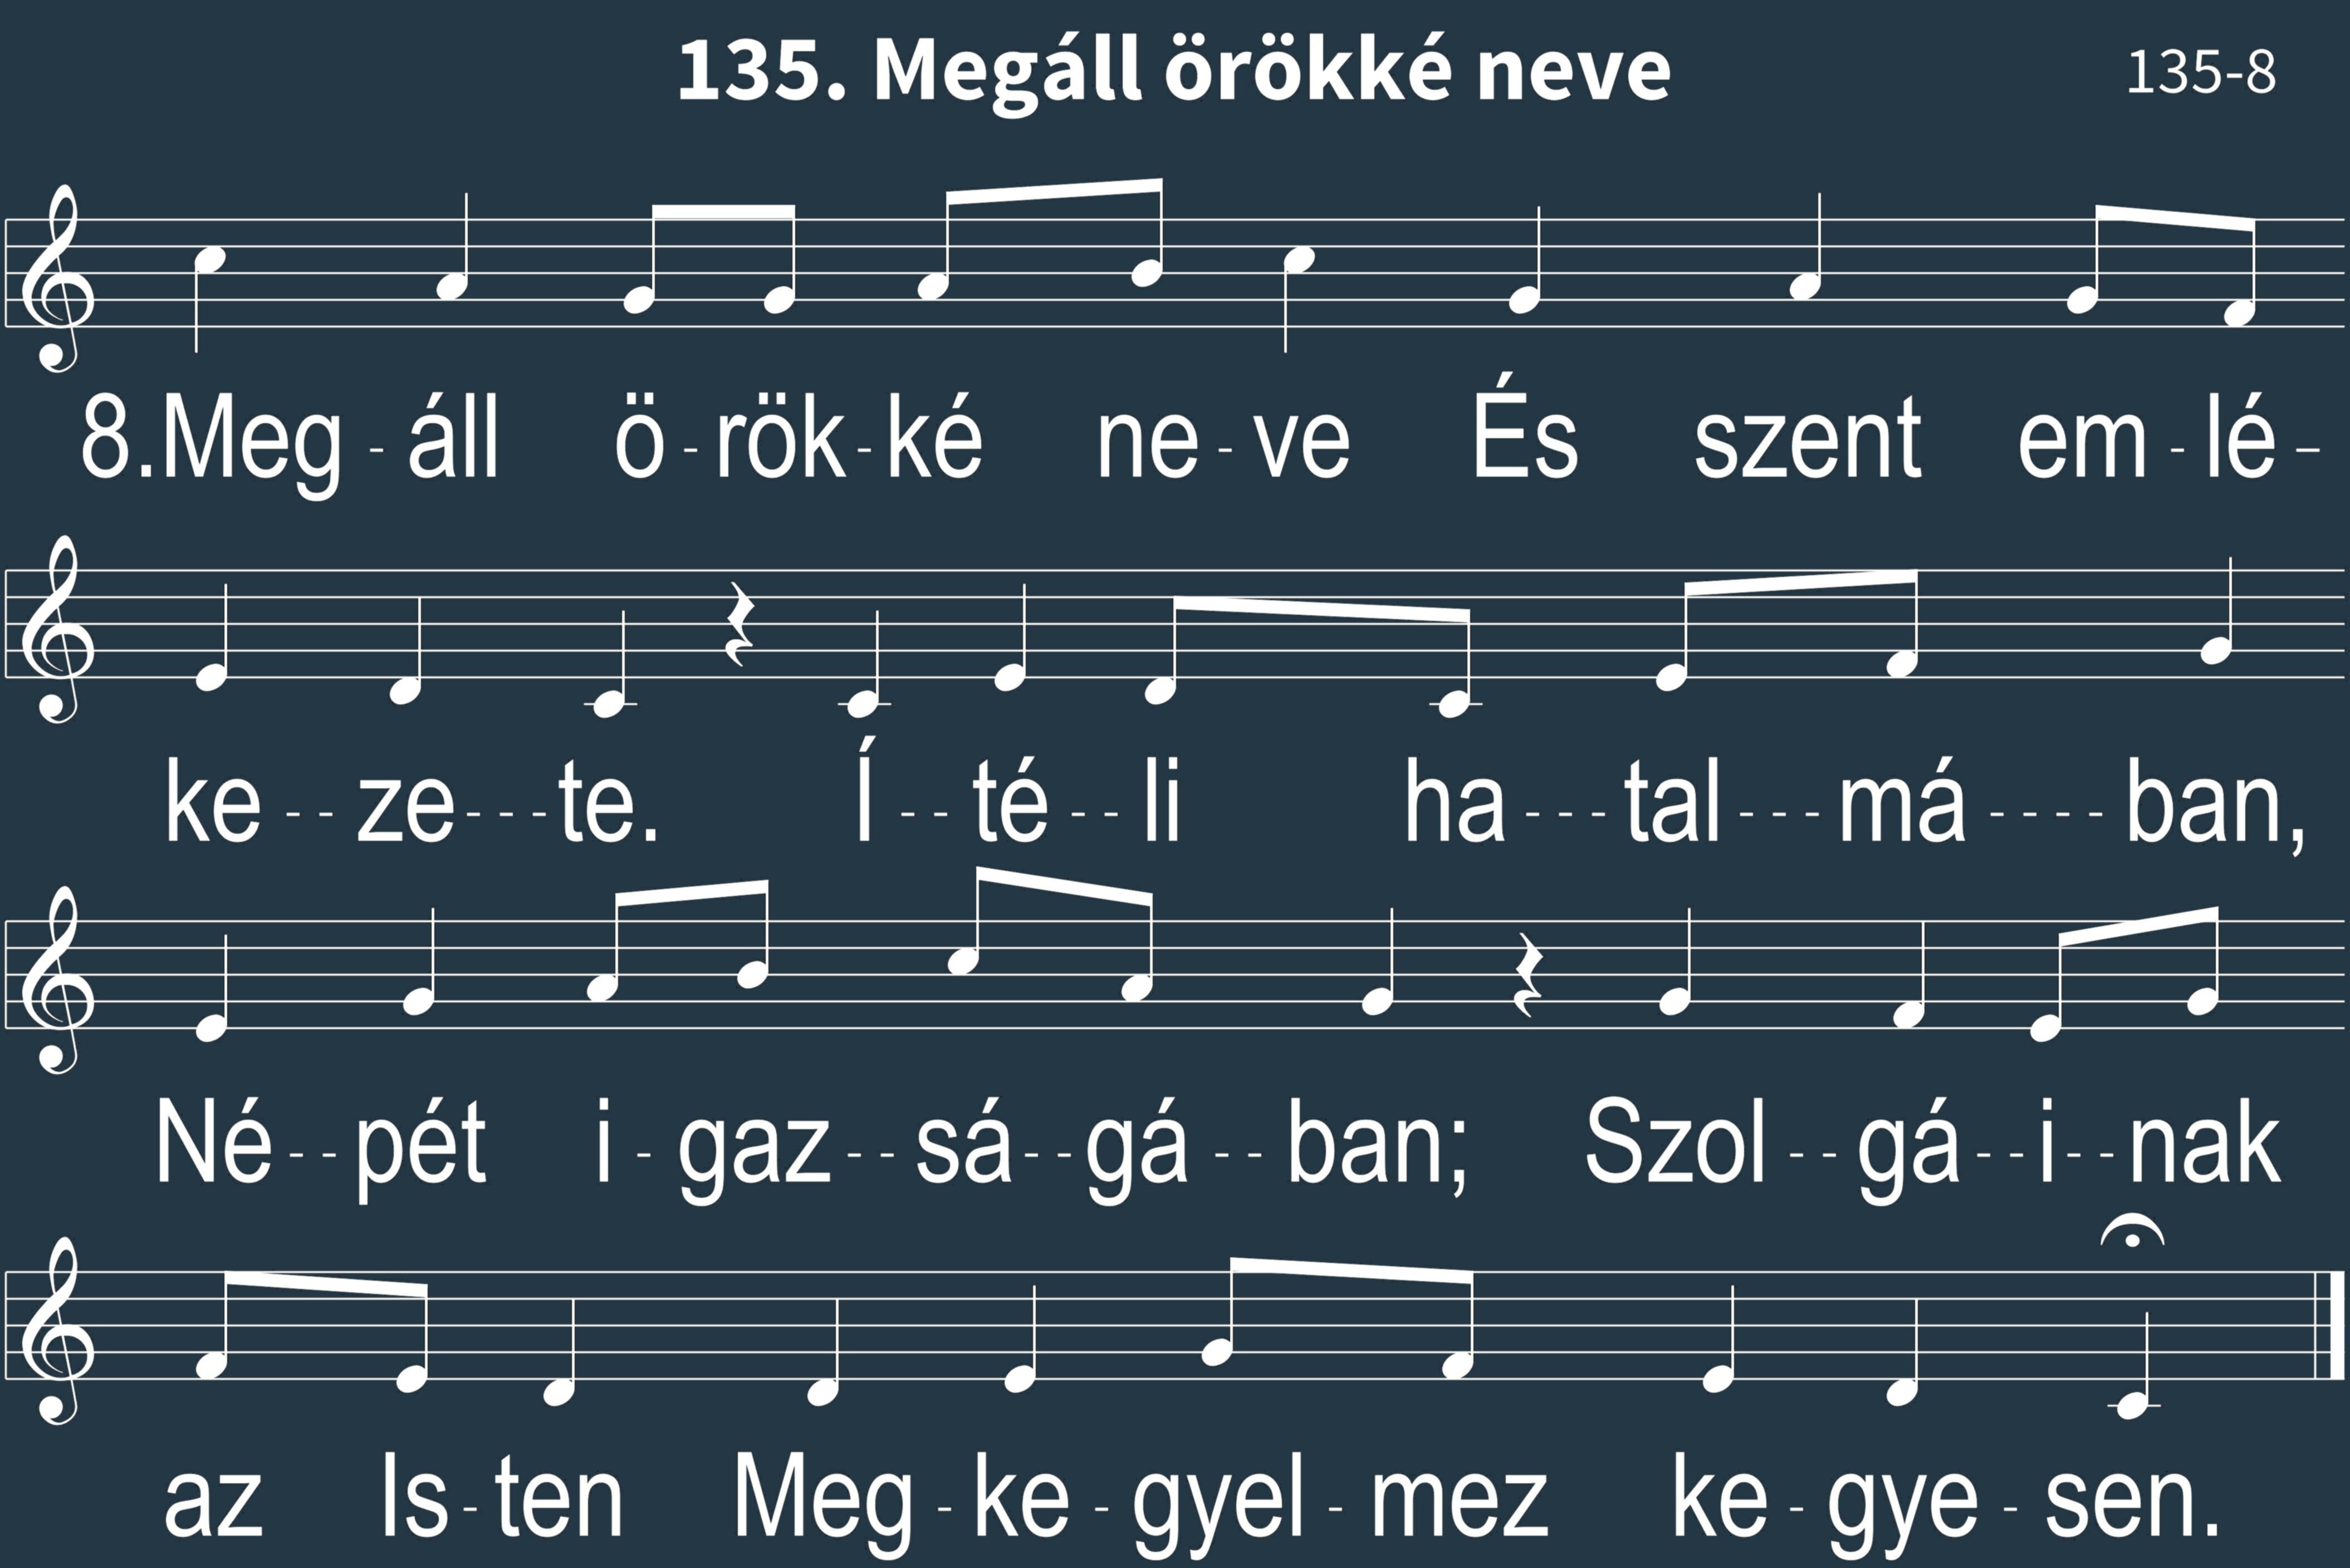 135. Megáll örökké neve
135-8
8.Meg-áll ö-rök-ké ne-ve És szent em-lé-
ke--ze---te. Í--té--li ha---tal---má----ban,
Né--pét i-gaz--sá--gá--ban; Szol--gá--i--nak
az Is-ten Meg-ke-gyel-mez ke-gye-sen.